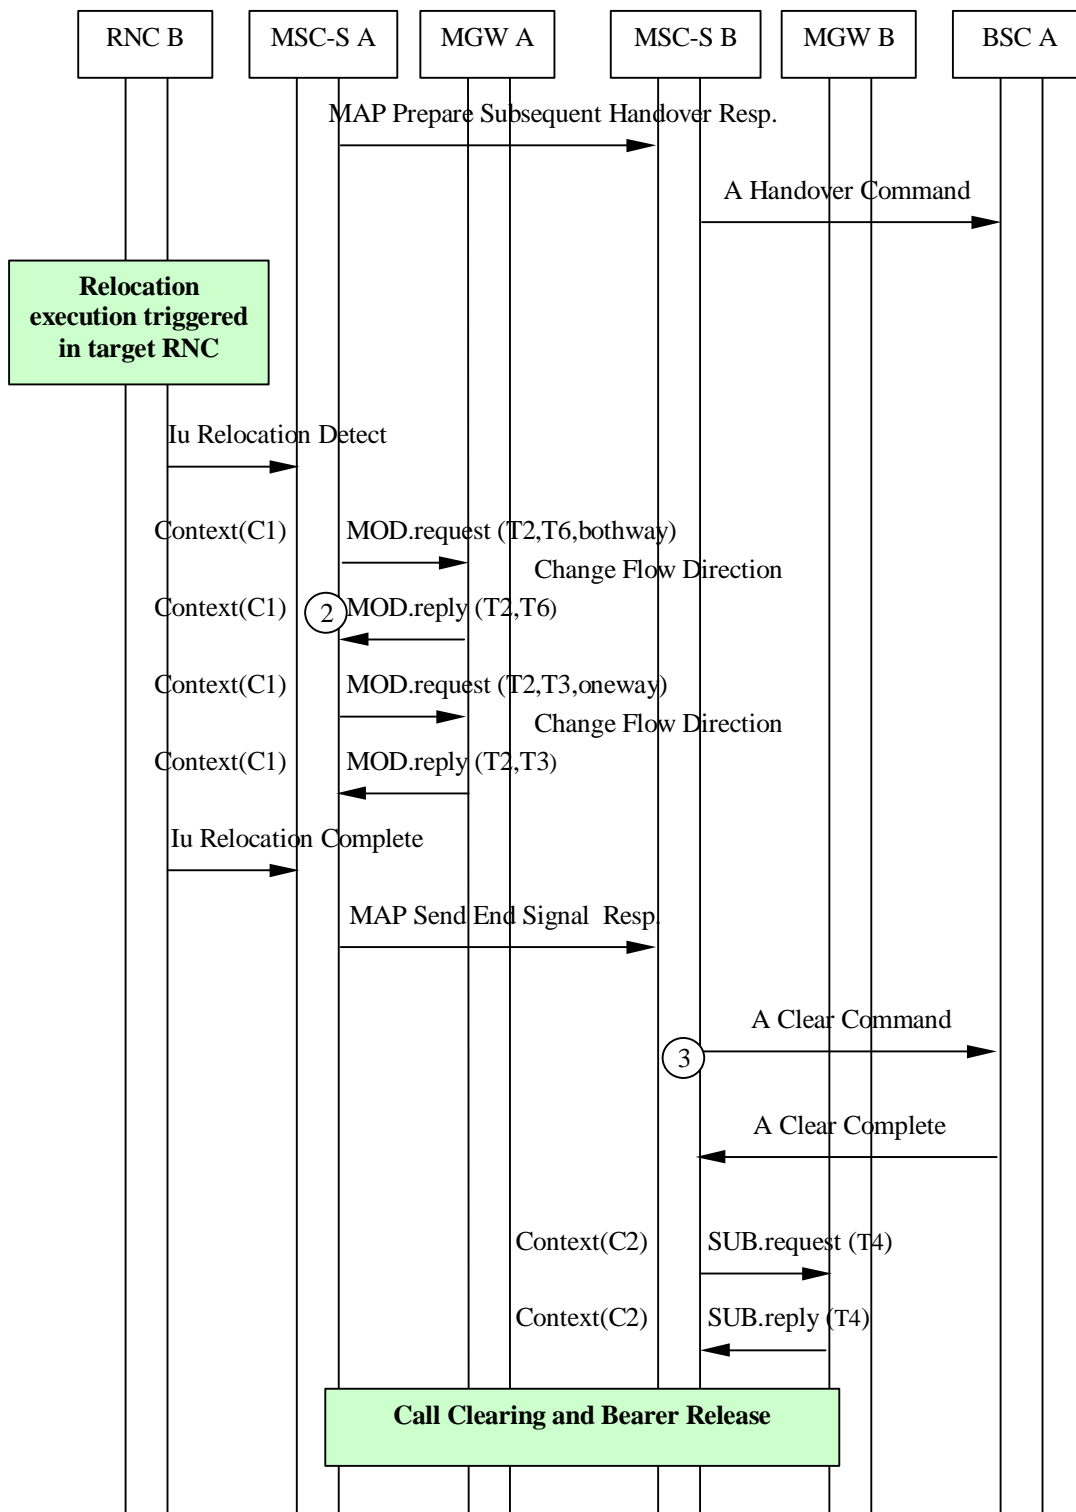 RNC B
MSC-S A
MGW A
MSC-S B
MGW B
BSC A
MAP Prepare Subsequent Handover Resp.
A Handover Command
Relocation
execution triggered
in target RNC
Iu Relocation Detect
Context(C1)
MOD.request (T2,T6,bothway)
Change Flow Direction
Context(C1)
2
MOD.reply (T2,T6)
Context(C1)
MOD.request (T2,T3,oneway)
Change Flow Direction
Context(C1)
MOD.reply (T2,T3)
Iu Relocation Complete
MAP Send End Signal  Resp.
A Clear Command
3
A Clear Complete
Context(C2)
SUB.request (T4)
Context(C2)
SUB.reply (T4)
Call Clearing and Bearer Release